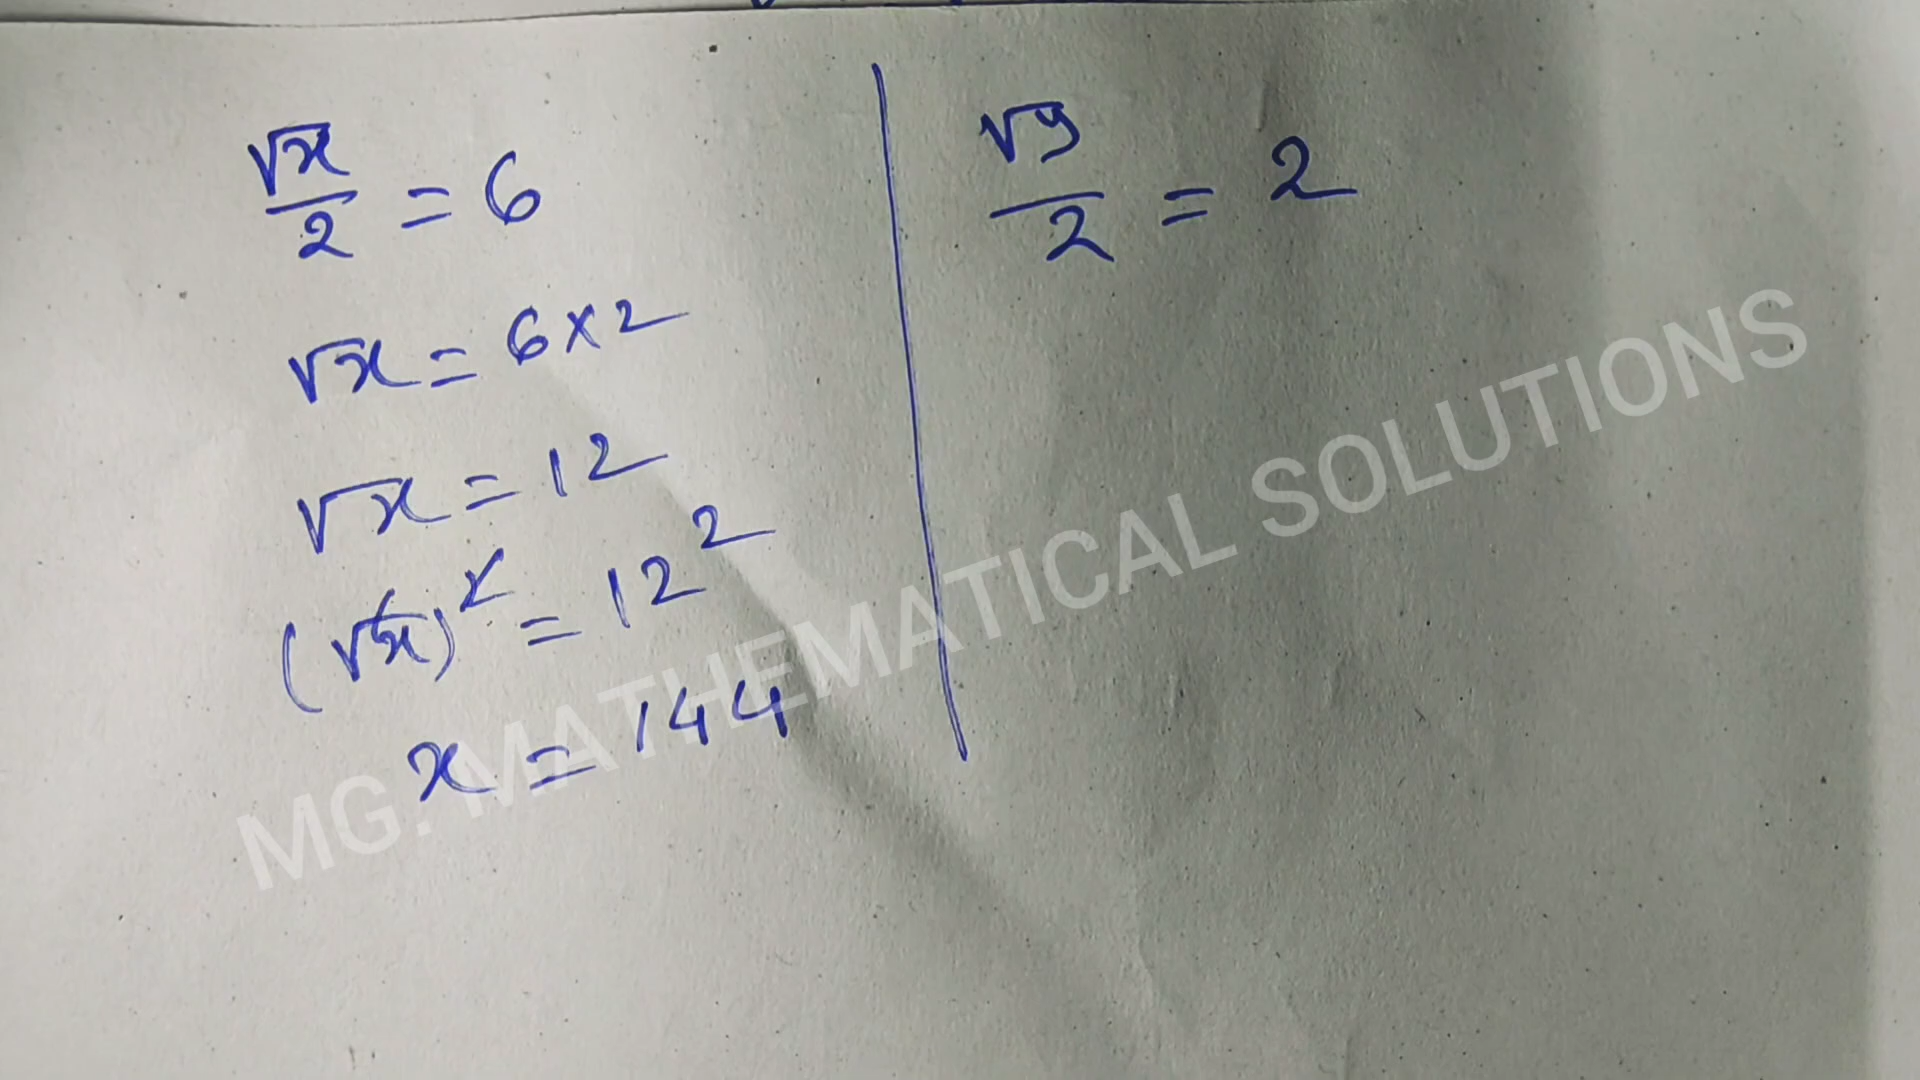 √x/2 = 6
√x = 6×2
√x = 12
(√x)² = 12²
x = 144
√y/2 = 2
MG. MATHEMATICAL SOLUTIONS